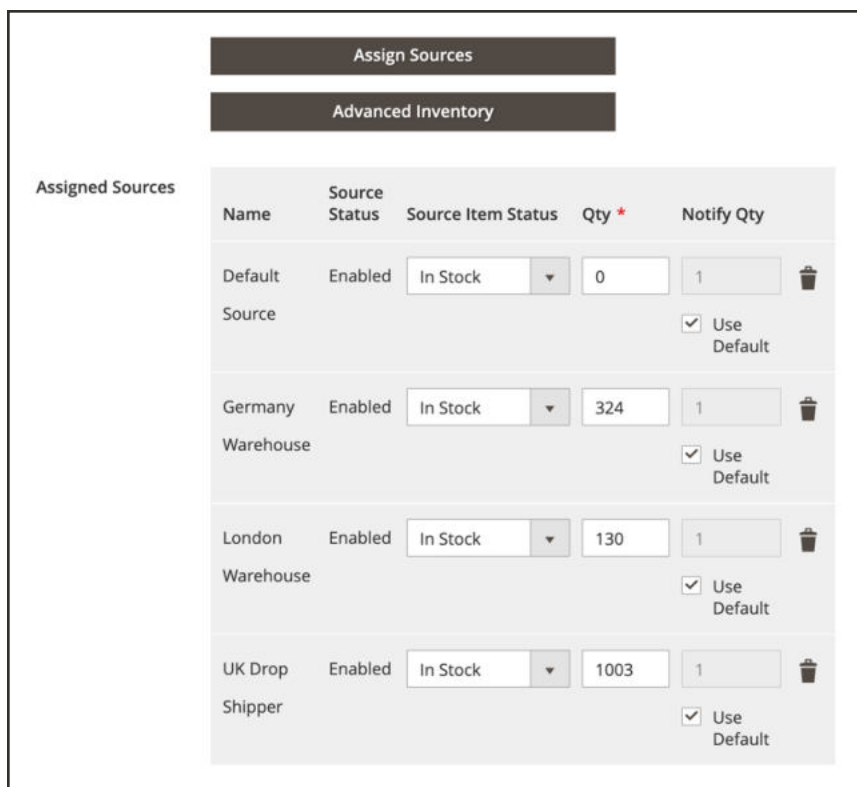 Assign Sources
Advanced Inventory
Assigned Sources
Name Source Status Source Item Status Qty * Notify Qty
Default Source Enabled In Stock 0 1
Use Default
Germany Warehouse Enabled In Stock 324 1
Use Default
London Warehouse Enabled In Stock 130 1
Use Default
UK Drop Shipper Enabled In Stock 1003 1
Use Default